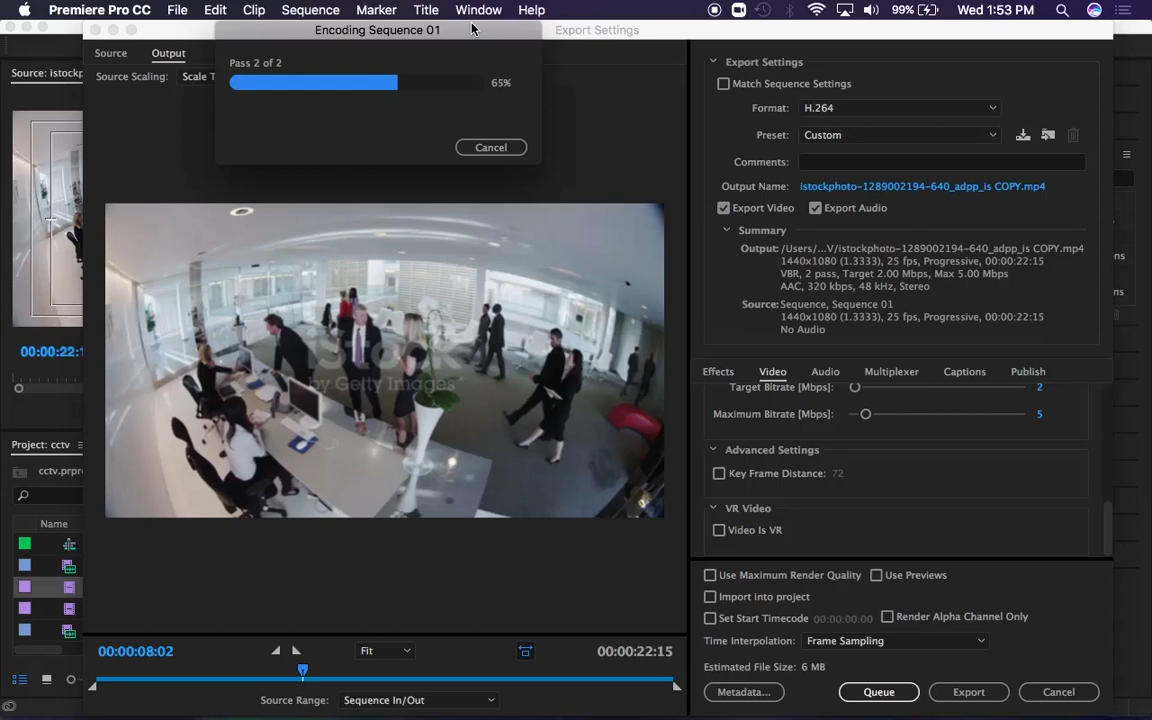 Premiere Pro CC File Edit Clip Sequence Marker Title Window Help 99% Wed 1:53 PM
Encoding Sequence 01
Export Settings
Pass 2 of 2
65%
Cancel
Source: istockp
00:00:22:1
Project: cctv
cctv.prpr
Name
Source Output
Source Scaling: Scale T
iStock
by Getty Images™
00:00:08:02
Fit
00:00:22:15
Source Range: Sequence In/Out
Export Settings
Match Sequence Settings
Format: H.264
Preset: Custom
Comments:
Output Name: istockphoto-1289002194-640_adpp_is COPY.mp4
Export Video Export Audio
Summary
Output: /Users/...V/istockphoto-1289002194-640_adpp_is COPY.mp4
1440x1080 (1.3333), 25 fps, Progressive, 00:00:22:15
VBR, 2 pass, Target 2.00 Mbps, Max 5.00 Mbps
AAC, 320 kbps, 48 kHz, Stereo
Source: Sequence, Sequence 01
1440x1080 (1.3333), 25 fps, Progressive, 00:00:22:15
No Audio
Effects Video Audio Multiplexer Captions Publish
Target Bitrate [Mbps]: 2
Maximum Bitrate [Mbps]: 5
Advanced Settings
Key Frame Distance: 72
VR Video
Video Is VR
Use Maximum Render Quality Use Previews
Import into project
Set Start Timecode 00:00:00:00 Render Alpha Channel Only
Time Interpolation: Frame Sampling
Estimated File Size: 6 MB
Metadata... Queue Export Cancel
ons
ns